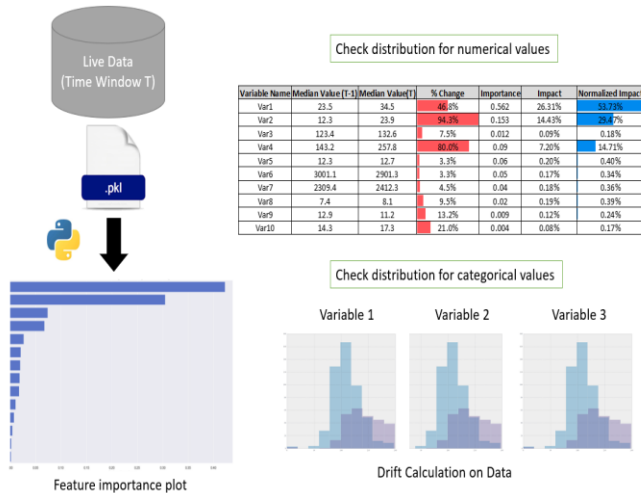 Live Data
(Time Window T)
.pkl
Feature importance plot
Check distribution for numerical values
Variable Name Median Value (T-1) Median Value(T) % Change Importance Impact Normalized Impact
Var1 23.5 34.5 46.8% 0.562 26.31% 53.73%
Var2 12.3 23.9 94.3% 0.153 14.43% 29.47%
Var3 123.4 132.6 7.5% 0.012 0.09% 0.18%
Var4 143.2 257.8 80.0% 0.09 7.20% 14.71%
Var5 12.3 12.7 3.3% 0.06 0.20% 0.40%
Var6 3001.1 2901.3 3.3% 0.05 0.17% 0.34%
Var7 2309.4 2412.3 4.5% 0.04 0.18% 0.36%
Var8 7.4 8.1 9.5% 0.02 0.19% 0.39%
Var9 12.9 11.2 13.2% 0.009 0.12% 0.24%
Var10 14.3 17.3 21.0% 0.004 0.08% 0.17%
Check distribution for categorical values
Variable 1 Variable 2 Variable 3
Drift Calculation on Data